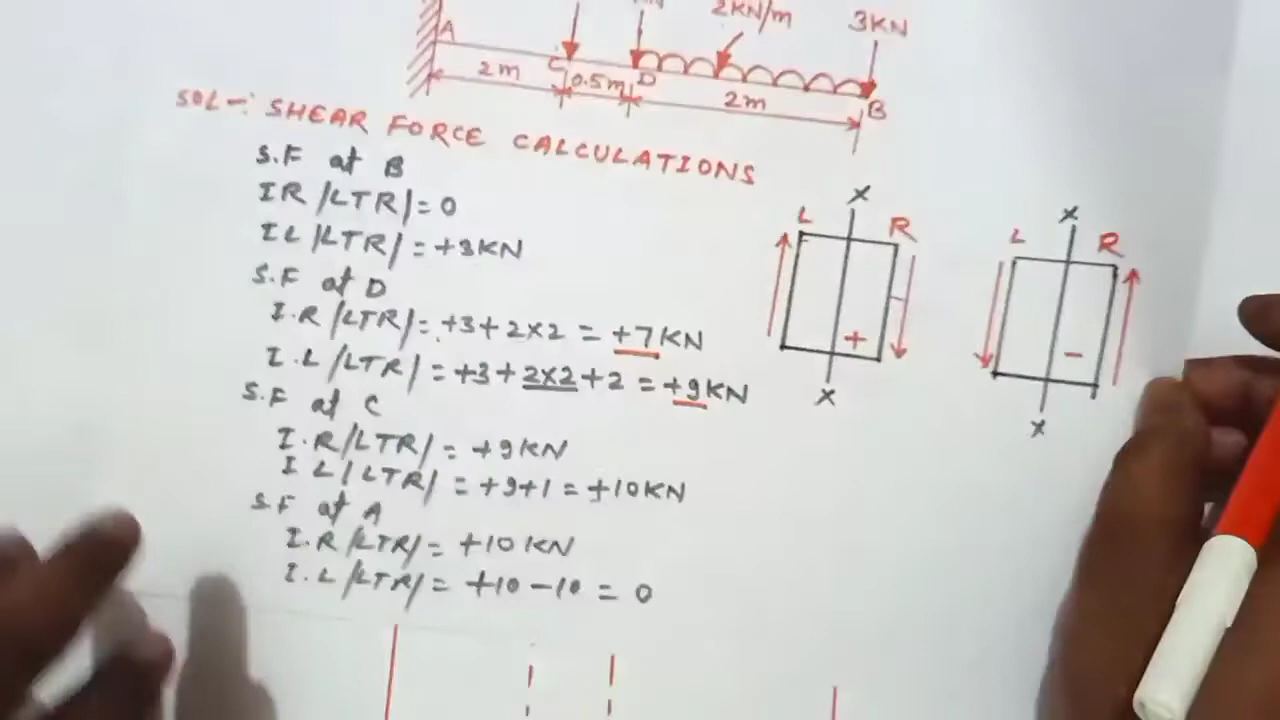 2KN/m 3KN
A
C D B
2m 0.5m 2m
SOL-: SHEAR FORCE CALCULATIONS
S.F at B
IR/LTR/=0
IL/LTR/=+3KN
S.F at D
I.R/LTR/=+3+2x2=+7KN
I.L/LTR/=+3+2x2+2=+9KN
S.F at C
I.R/LTR/=+9KN
I L/LTR/=+9+1=+10KN
S.F at A
I.R/LTR/=+10KN
I.L/LTR/=+10-10=0
X
L R
+
X
X
L R
-
X